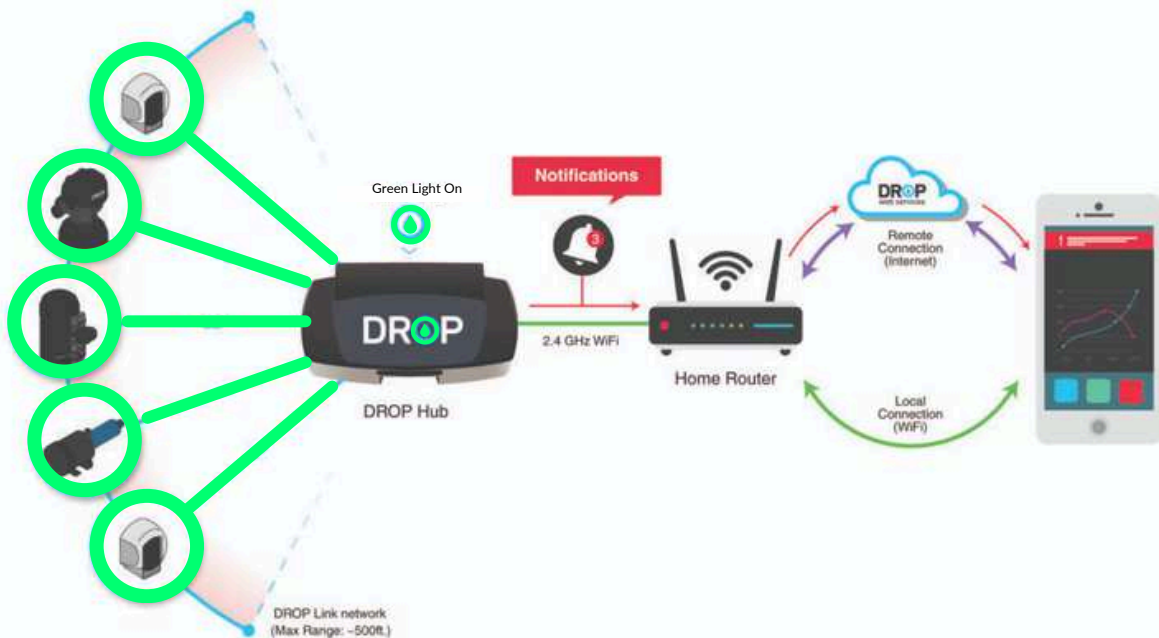 Green Light On
Notifications
3
DROP
web services
Remote
Connection
(Internet)
DROP
2.4 GHz WiFi
Home Router
DROP Hub
Local
Connection
(WiFi)
DROP Link network
(Max Range: ~500ft.)